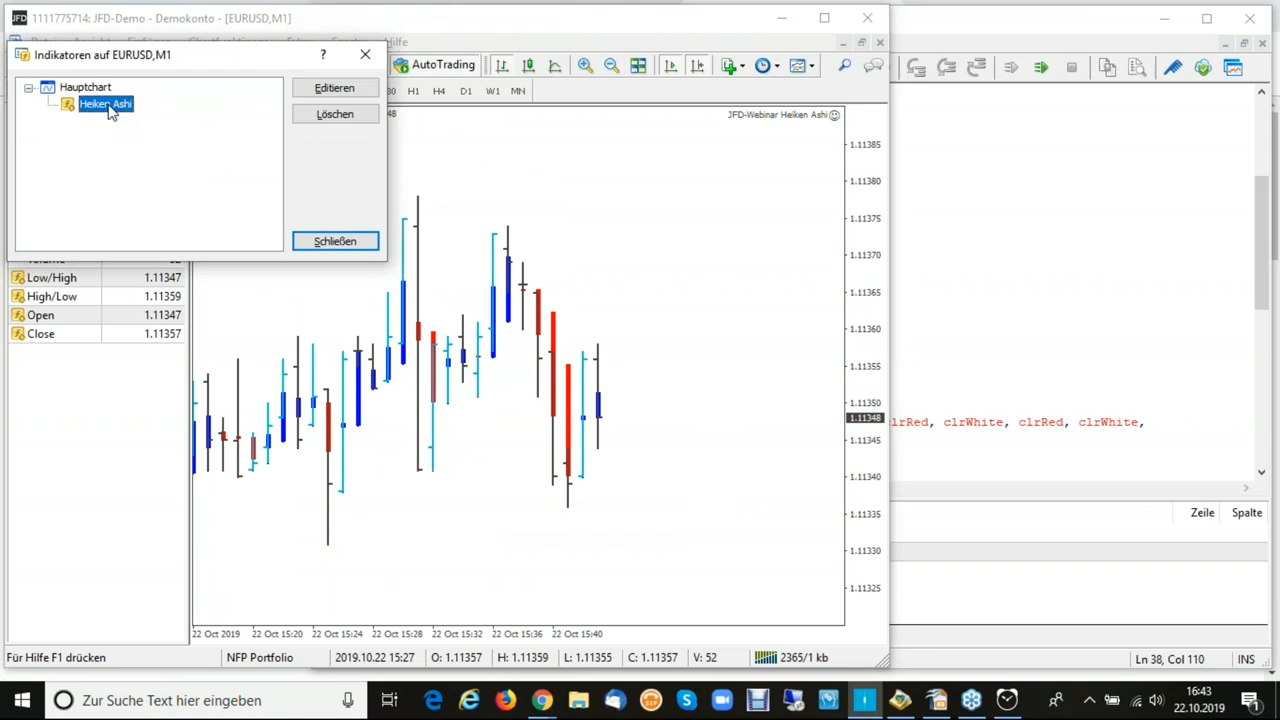 JFD 1111775714: JFD-Demo - Demokonto - [EURUSD,M1]
Hilfe
Indikatoren auf EURUSD,M1
?
AutoTrading
Hauptchart
Heiken Ashi
Editieren
Löschen
Schließen
30 H1 H4 D1 W1 MN
48
JFD-Webinar Heiken Ashi
1.11385
1.11380
1.11375
1.11370
1.11365
1.11360
1.11355
1.11350
1.11348
1.11345
1.11340
1.11335
1.11330
1.11325
Low/High 1.11347
High/Low 1.11359
Open 1.11347
Close 1.11357
clrRed, clrWhite, clrRed, clrWhite,
Zeile Spalte
22 Oct 2019 22 Oct 15:20 22 Oct 15:24 22 Oct 15:28 22 Oct 15:32 22 Oct 15:36 22 Oct 15:40
Für Hilfe F1 drücken NFP Portfolio 2019.10.22 15:27 O: 1.11357 H: 1.11359 L: 1.11355 C: 1.11357 V: 52 2365/1 kb
Ln 38, Col 110 INS
Zur Suche Text hier eingeben
16:43
22.10.2019